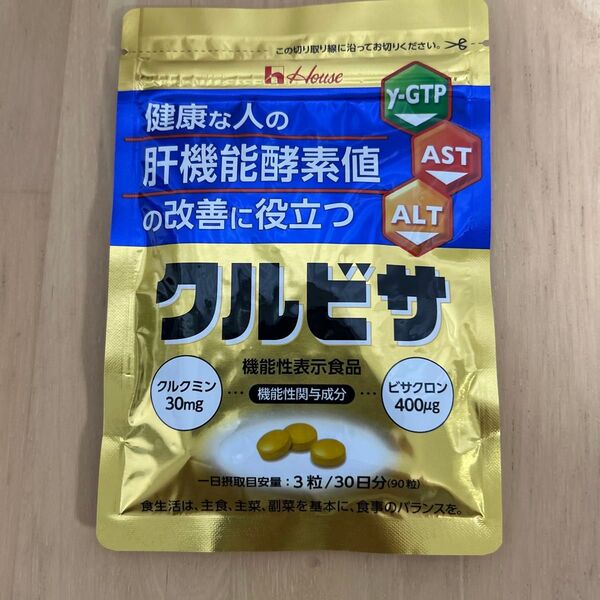 この切り取り線に沿ってお切りください。
House
健康な人の
肝機能酵素値
の改善に役立つ
γ-GTP
AST
ALT
クルビサ
機能性表示食品
機能性関与成分
クルクミン
30mg
ビサクロン
400μg
一日摂取目安量:3粒/30日分(90粒)
食生活は、主食、主菜、副菜を基本に、食事のバランスを。